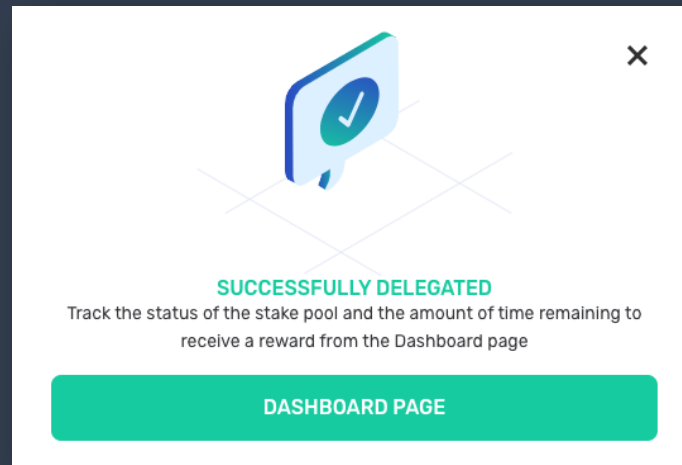 SUCCESSFULLY DELEGATED
Track the status of the stake pool and the amount of time remaining to
receive a reward from the Dashboard page
DASHBOARD PAGE